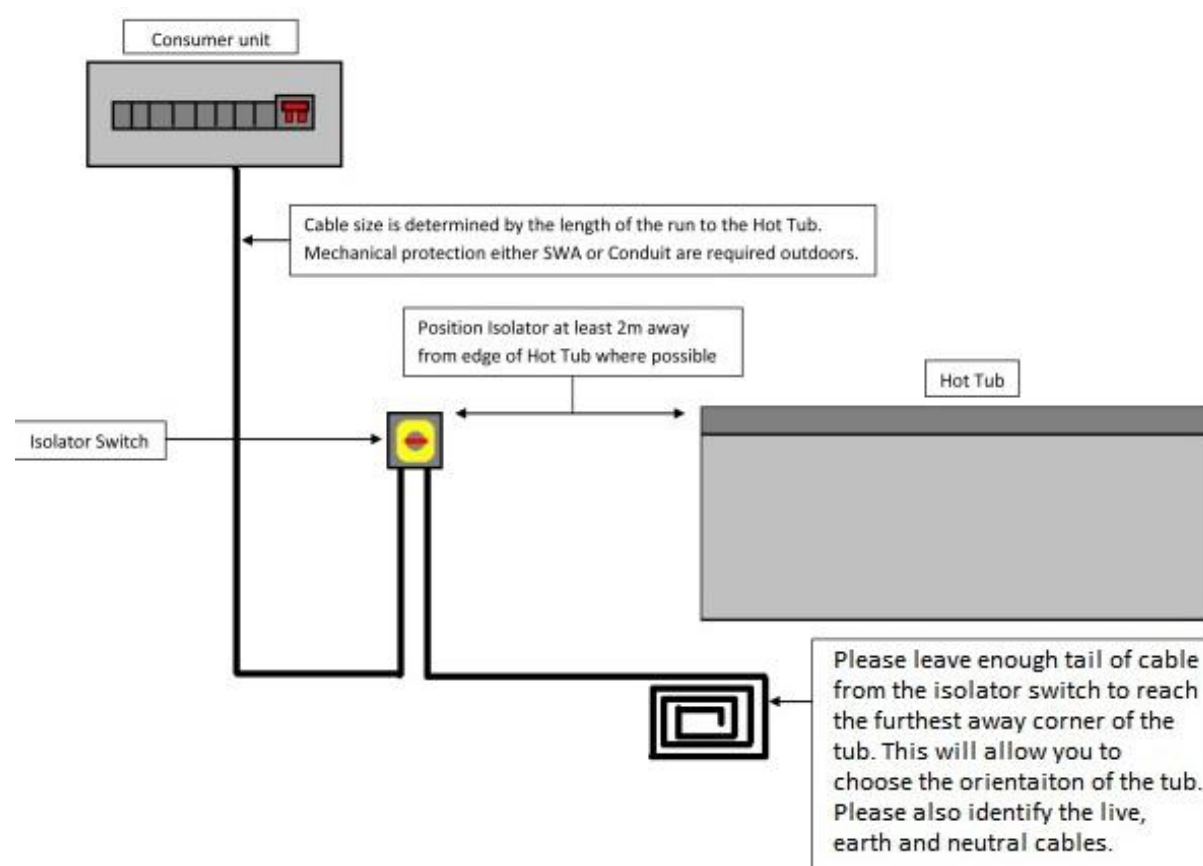 Consumer unit
Cable size is determined by the length of the run to the Hot Tub.
Mechanical protection either SWA or Conduit are required outdoors.
Position Isolator at least 2m away
from edge of Hot Tub where possible
Hot Tub
Isolator Switch
Please leave enough tail of cable
from the isolator switch to reach
the furthest away corner of the
tub. This will allow you to
choose the orientaiton of the tub.
Please also identify the live,
earth and neutral cables.